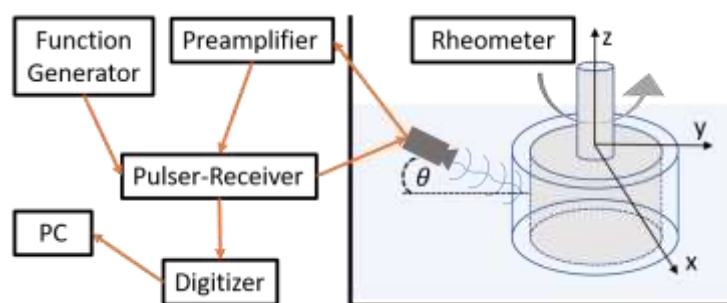 Function
Generator
Preamplifier
Rheometer
z
y
θ
Pulser-Receiver
PC
Digitizer
x